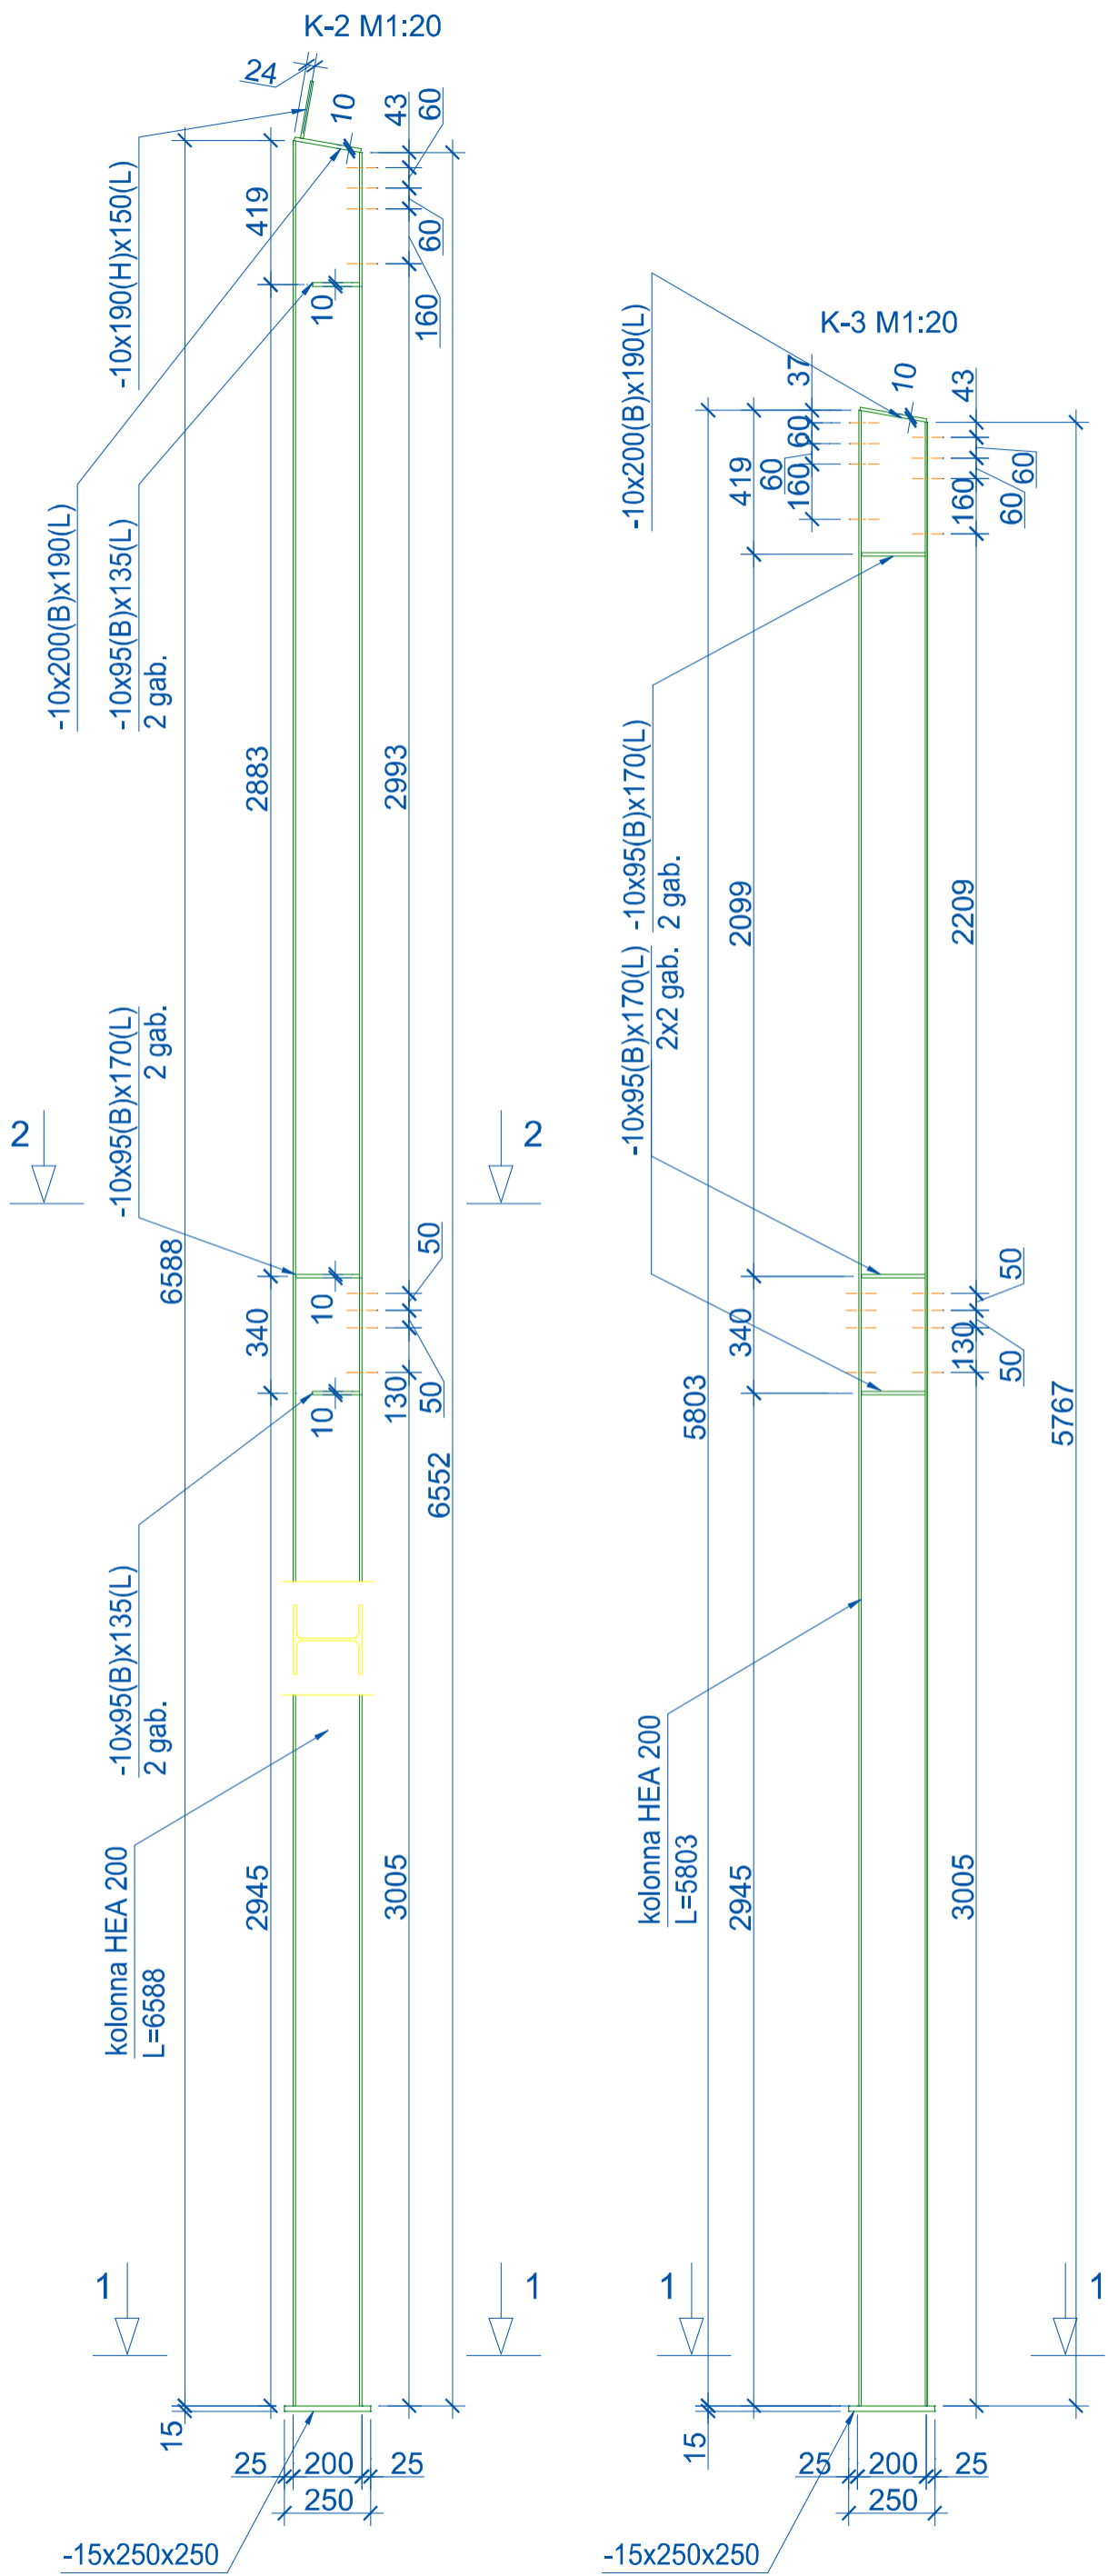 K-2 M1:20
24
10
43
60
-10x190(H)x150(L)
419
10
60
160
-10x200(B)x190(L)
-10x95(B)x135(L)
2 gab.
2883
2993
-10x95(B)x170(L)
2 gab.
2
2
6588
340
10
50
10
130
50
6552
-10x95(B)x135(L)
2 gab.
kolonna HEA 200
L=6588
2945
3005
1
1
15
25
200
25
250
-15x250x250
K-3 M1:20
-10x200(B)x190(L)
37
10
43
60
419
60
160
160
60
60
-10x95(B)x170(L)
2 gab.
2099
2209
-10x95(B)x170(L)
2x2 gab.
50
340
130
50
5803
5767
kolonna HEA 200
L=5803
2945
3005
1
1
15
25
200
25
250
-15x250x250